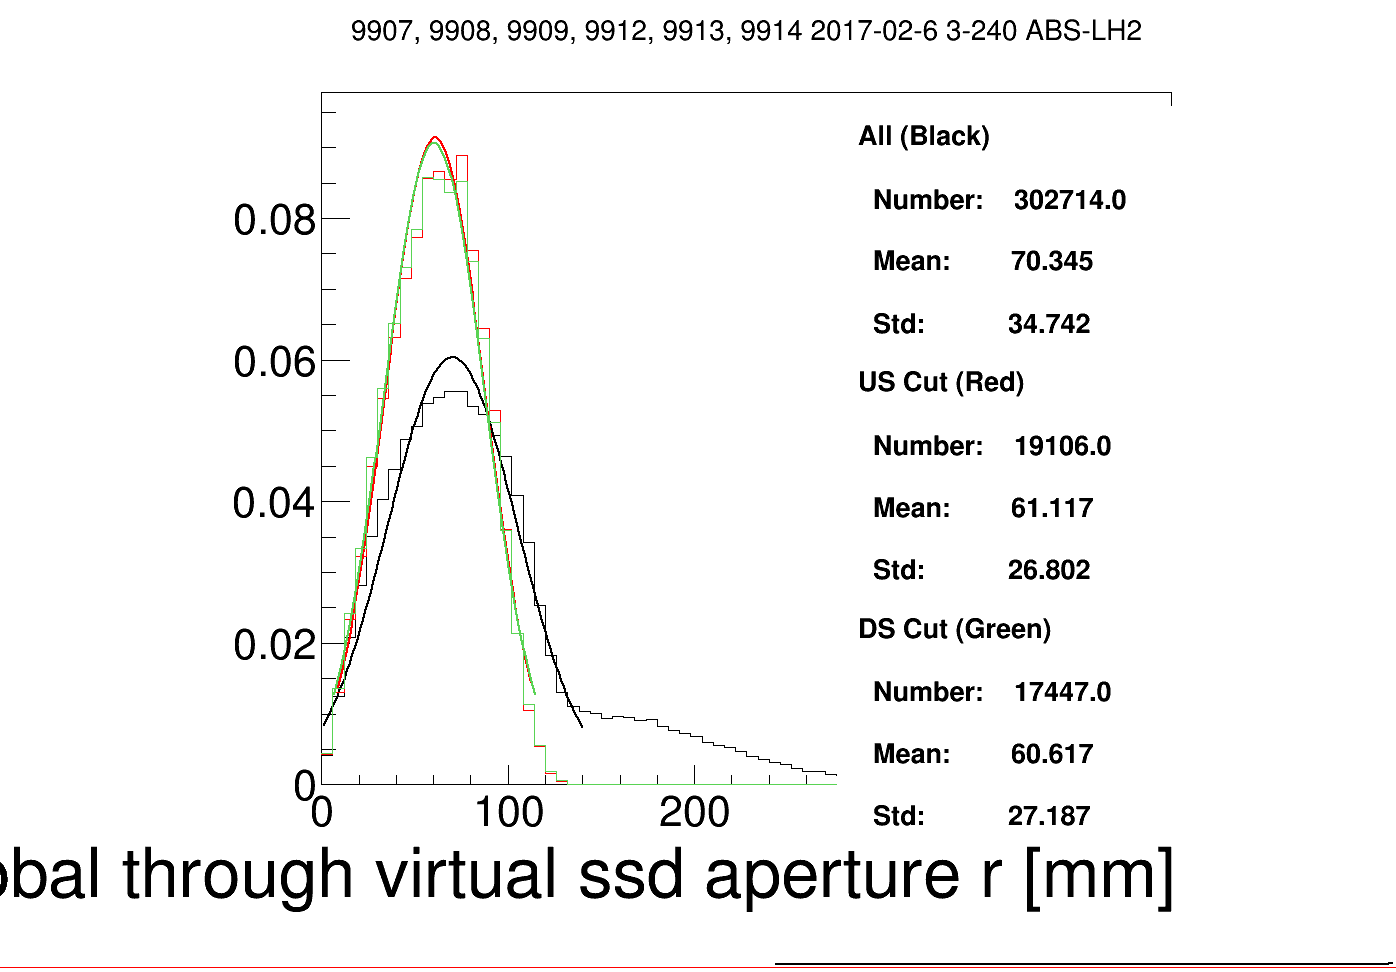 9907, 9908, 9909, 9912, 9913, 9914 2017-02-6 3-240 ABS-LH2
All (Black)
Number: 302714.0
Mean: 70.345
Std: 34.742
US Cut (Red)
Number: 19106.0
Mean: 61.117
Std: 26.802
DS Cut (Green)
Number: 17447.0
Mean: 60.617
Std: 27.187
0.08
0.06
0.04
0.02
0
0 100 200
obal through virtual ssd aperture r [mm]